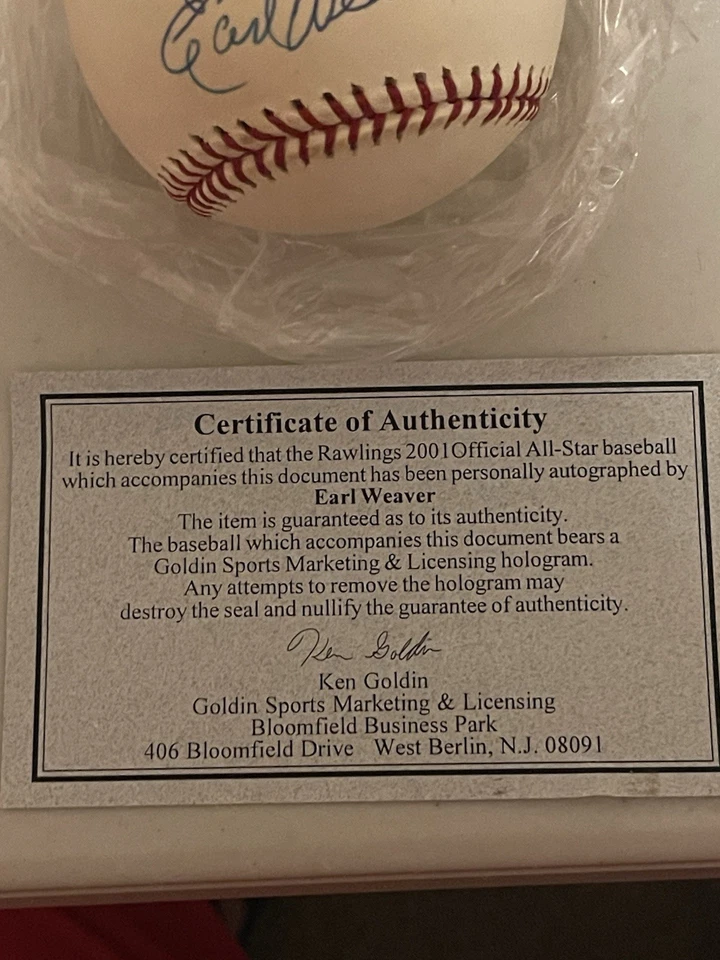 Earl
Certificate of Authenticity
It is hereby certified that the Rawlings 2001Official All-Star baseball
which accompanies this document has been personally autographed by
Earl Weaver
The item is guaranteed as to its authenticity.
The baseball which accompanies this document bears a
Goldin Sports Marketing & Licensing hologram.
Any attempts to remove the hologram may
destroy the seal and nullify the guarantee of authenticity.
Ken Goldin
Ken Goldin
Goldin Sports Marketing & Licensing
Bloomfield Business Park
406 Bloomfield Drive West Berlin, N.J. 08091